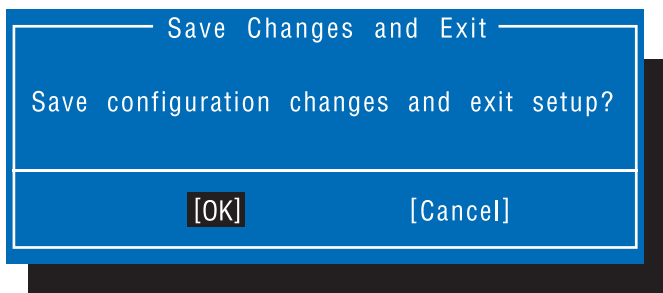 Save Changes and Exit
Save configuration changes and exit setup?
[OK] [Cancel]